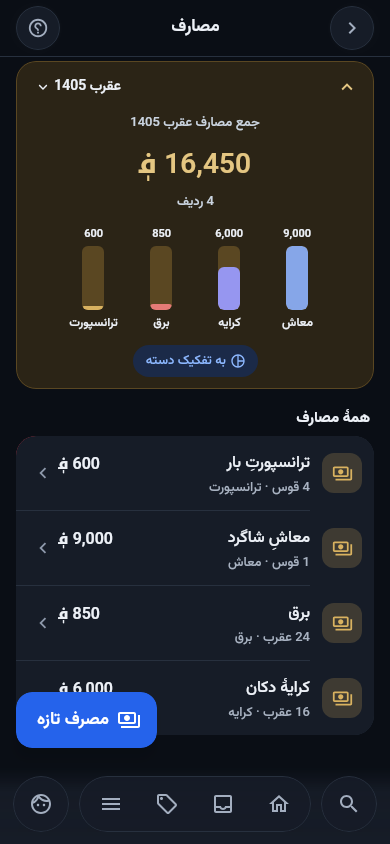 مصارف
عقرب 1405
جمع مصارف عقرب 1405
16,450 ؋
4 ردیف
9,000
6,000
850
600
معاش
کرایه
برق
ترانسپورت
به تفکیک دسته
همهٔ مصارف
ترانسپورتِ بار
600 ؋
4 قوس · ترانسپورت
معاشِ شاگرد
9,000 ؋
1 قوس · معاش
برق
850 ؋
24 عقرب · برق
کرایهٔ دکان
6,000 ؋
16 عقرب · کرایه
مصرف تازه